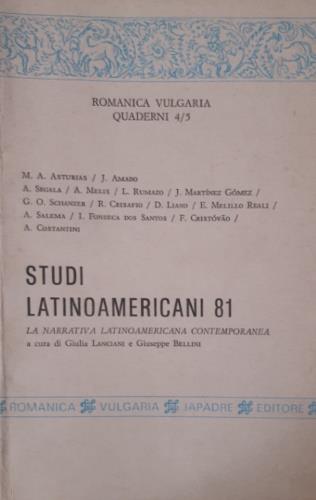 ROMANICA VULGARIA
QUADERNI 4/5
M. A. ASTURIAS / J. AMADO
A. SEGALA / A. MELIS / L. RUMAZO / J. MARTÍNEZ GÓMEZ /
G. O. SCHANZER / R. CRISAFIO / D. LIANO / E. MELILLO REALI /
A. SALEMA / I. FONSECA DOS SANTOS / F. CRISTÓVÃO /
A. COSTANTINI
STUDI
LATINOAMERICANI 81
LA NARRATIVA LATINOAMERICANA CONTEMPORANEA
a cura di Giulia LANCIANI e Giuseppe BELLINI
ROMANICA VULGARIA JAPADRE EDITORE